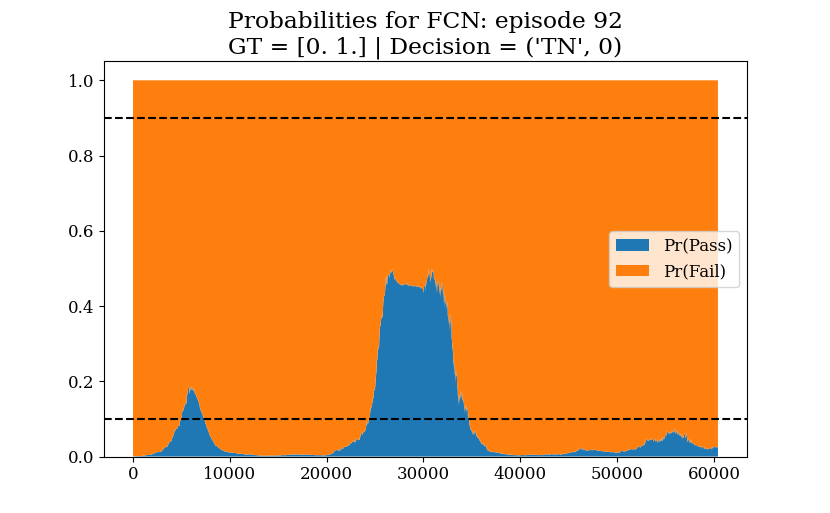 Probabilities for FCN: episode 92
GT = [0. 1.] | Decision = ('TN', 0)
1.0
0.8
0.6
0.4
0.2
0.0
Pr(Pass)
Pr(Fail)
0 10000 20000 30000 40000 50000 60000